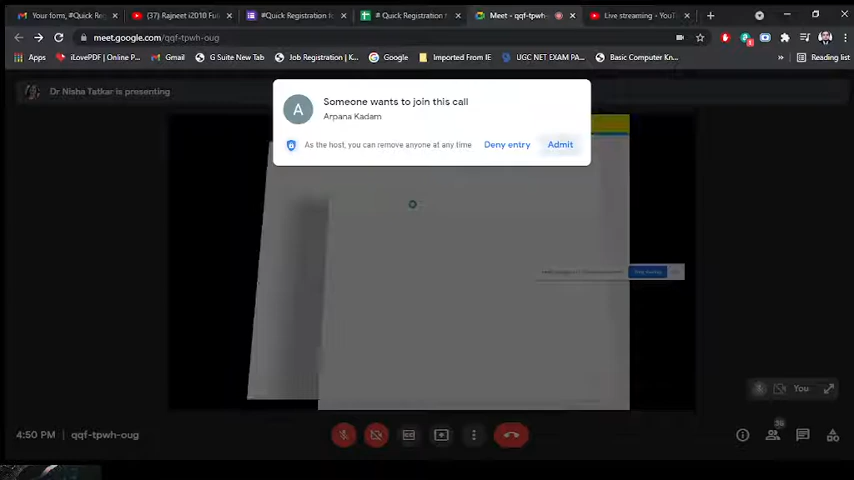 Your form, #Quick Reg
(37) Rajneet i2010 Ful
#Quick Registration f
# Quick Registration f
Meet - qqf-tpwh-
Live streaming - YouT
meet.google.com/qqf-tpwh-oug
Apps
iLovePDF | Online P...
Gmail
G Suite New Tab
Job Registration | K...
Google
Imported From IE
UGC NET EXAM PA...
Basic Computer Kn...
»
Reading list
Dr Nisha Tatkar is presenting
A
Someone wants to join this call
Arpana Kadam
As the host, you can remove anyone at any time
Deny entry
Admit
You
4:50 PM | qqf-tpwh-oug